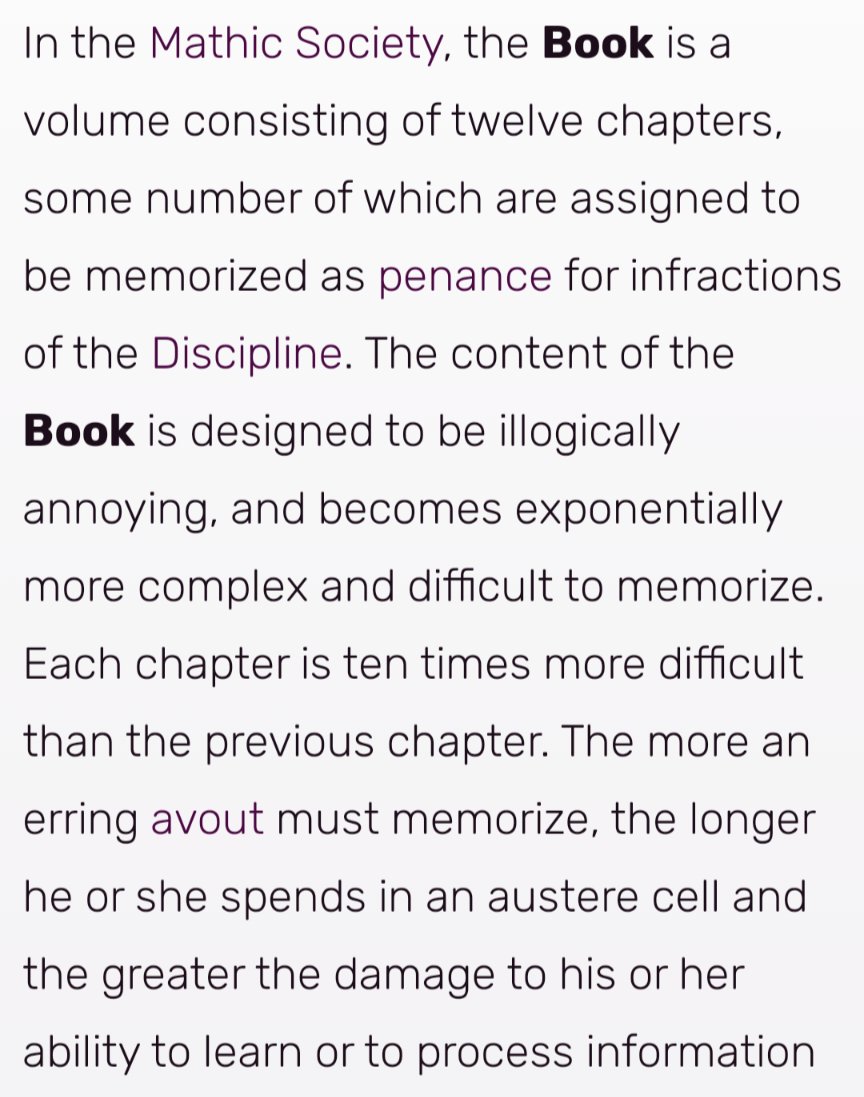 In the Mathic Society, the Book is a
volume consisting of twelve chapters,
some number of which are assigned to
be memorized as penance for infractions
of the Discipline. The content of the
Book is designed to be illogically
annoying, and becomes exponentially
more complex and difficult to memorize.
Each chapter is ten times more difficult
than the previous chapter. The more an
erring avout must memorize, the longer
he or she spends in an austere cell and
the greater the damage to his or her
ability to learn or to process information